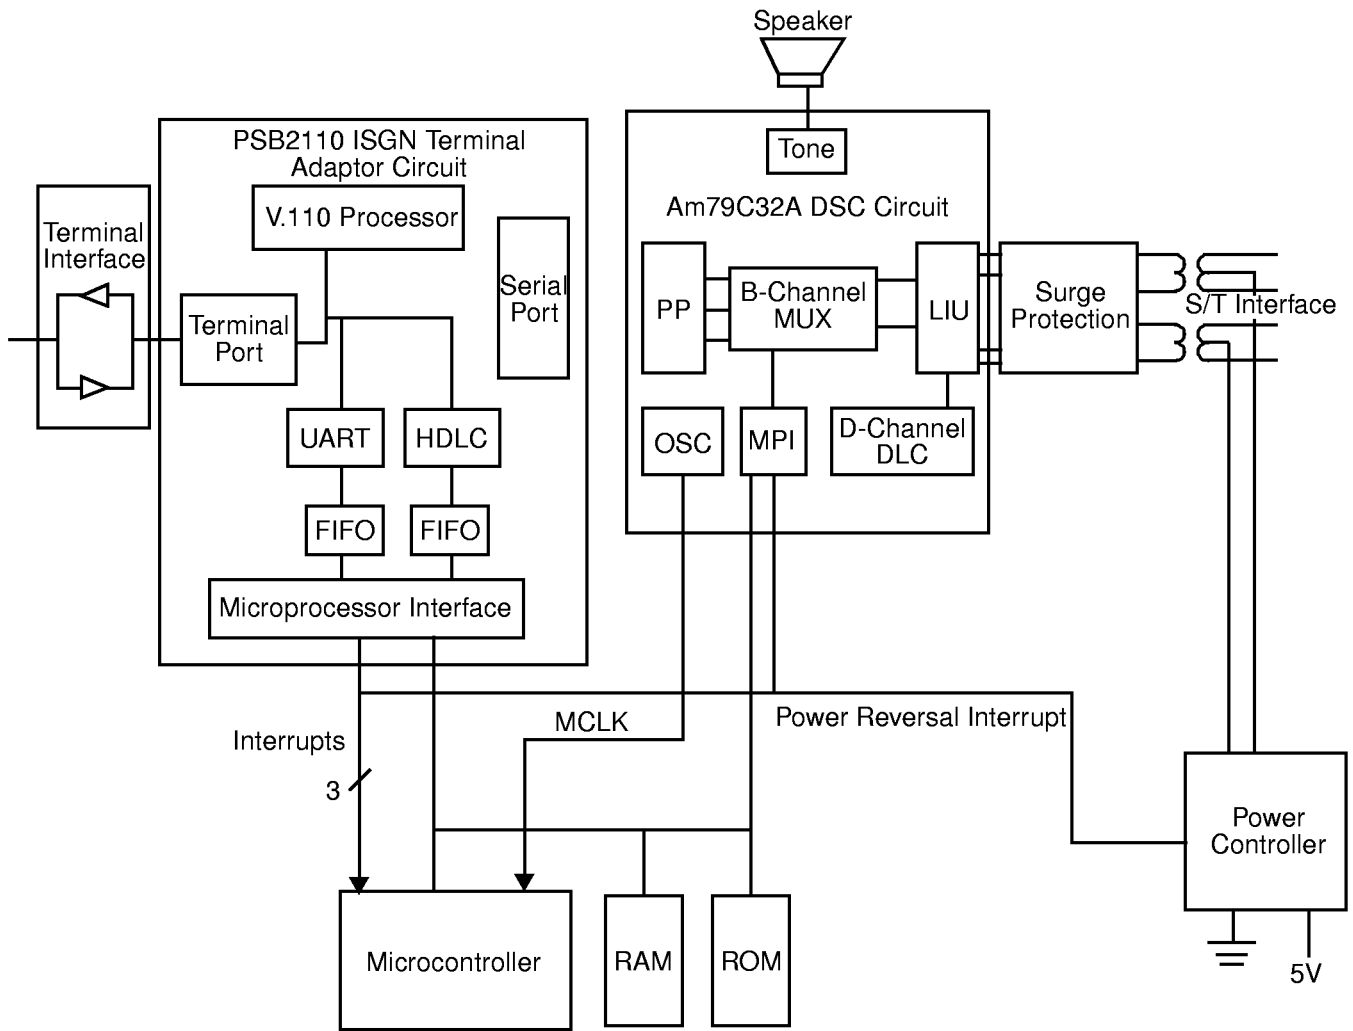 Speaker
Tone
PSB2110 ISGN Terminal
Adaptor Circuit
V.110 Processor
Terminal
Interface
Serial
Port
Terminal
Port
UART
HDLC
FIFO
FIFO
Microprocessor Interface
Am79C32A DSC Circuit
PP
B-Channel
MUX
LIU
Surge
Protection
S/T Interface
OSC
MPI
D-Channel
DLC
Interrupts
3
MCLK
Power Reversal Interrupt
Power
Controller
5V
Microcontroller
RAM
ROM